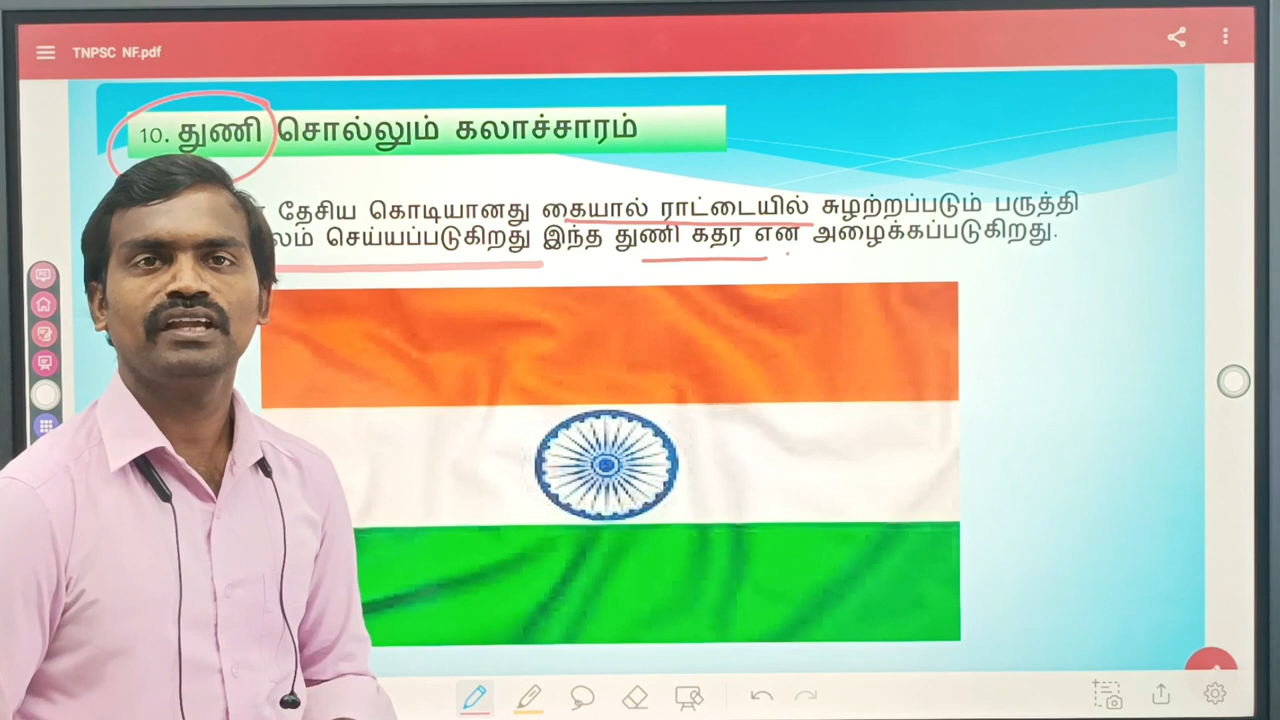 TNPSC NF.pdf
10. துணி சொல்லும் கலாச்சாரம்
தேசிய கொடியானது கையால் ராட்டையில் சுழற்றப்படும் பருத்தி
செய்யப்படுகிறது இந்த துணி கதர என அழைக்கப்படுகிறது.